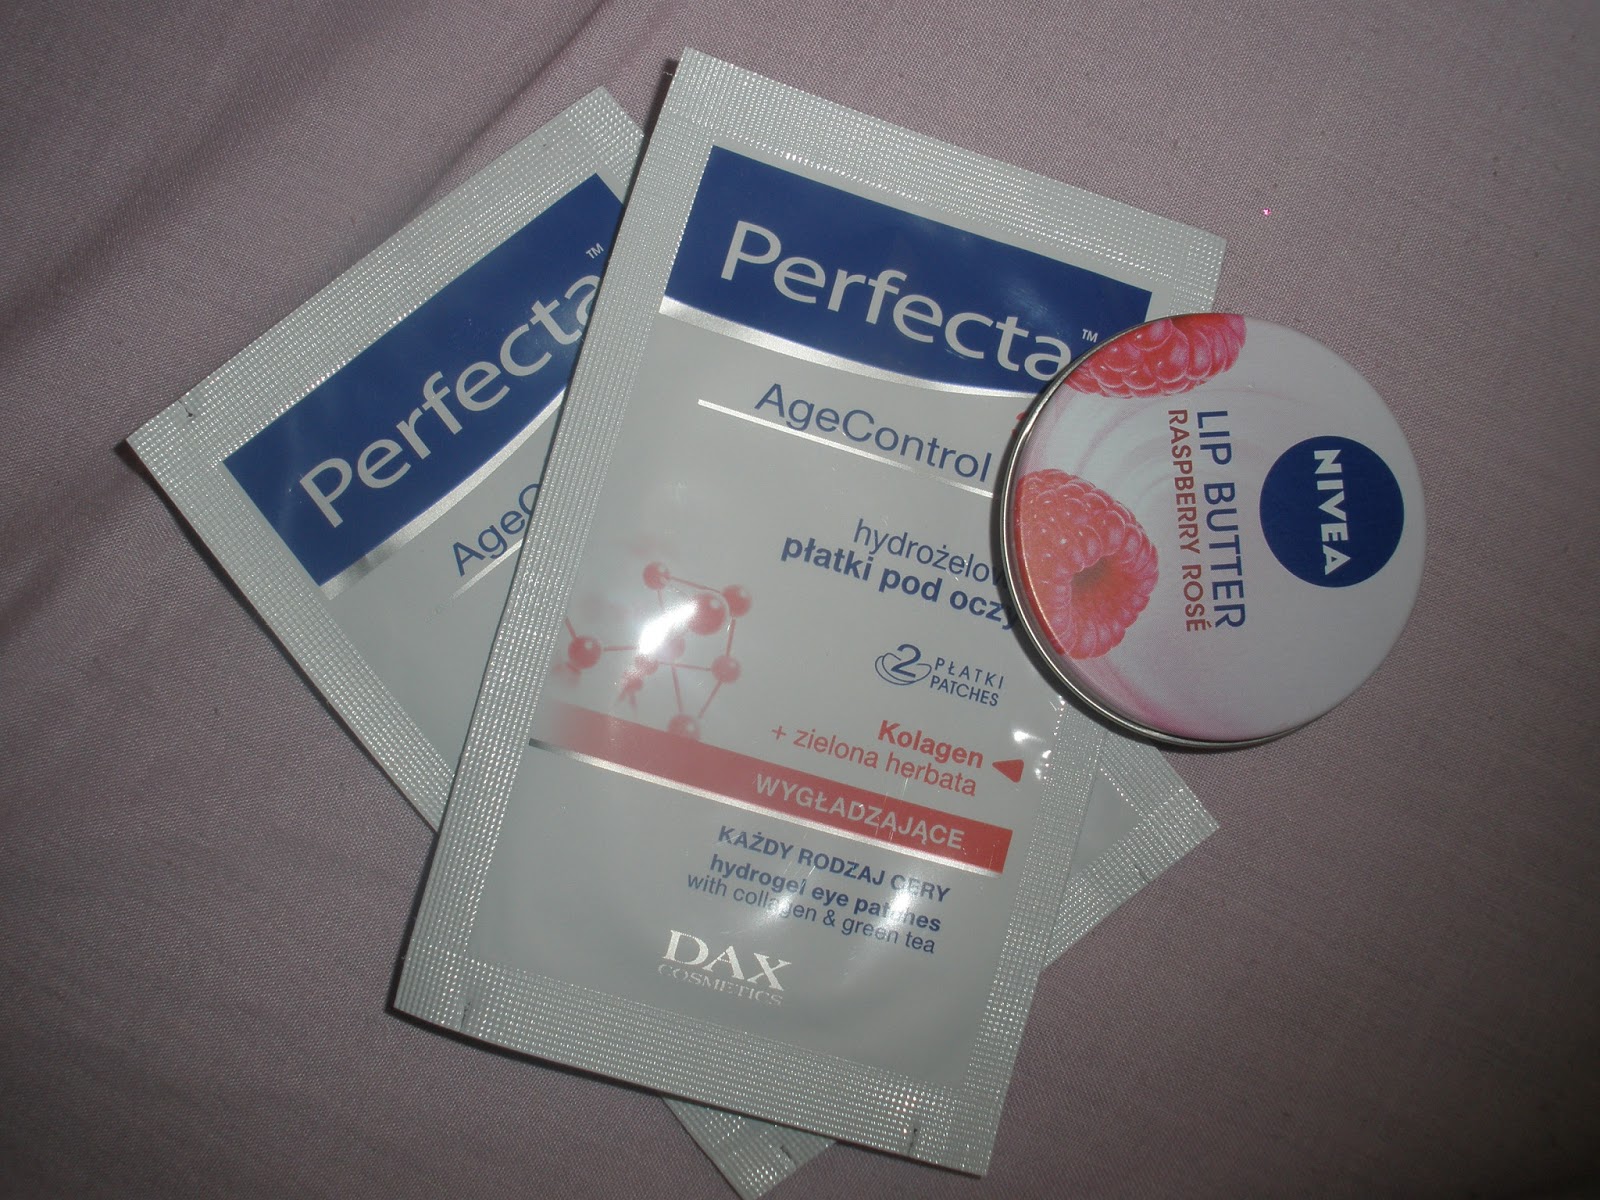 Perfecta™
Perfecta™
AgeControl
hydrożelow
płatki pod oczy
2 PŁATKI
PATCHES
Kolagen
+ zielona herbata
WYGŁADZAJĄCE
KAŻDY RODZAJ CERY
hydrogel eye patches
with collagen & green tea
DAX
COSMETICS
NIVEA
LIP BUTTER
RASPBERRY ROSÉ